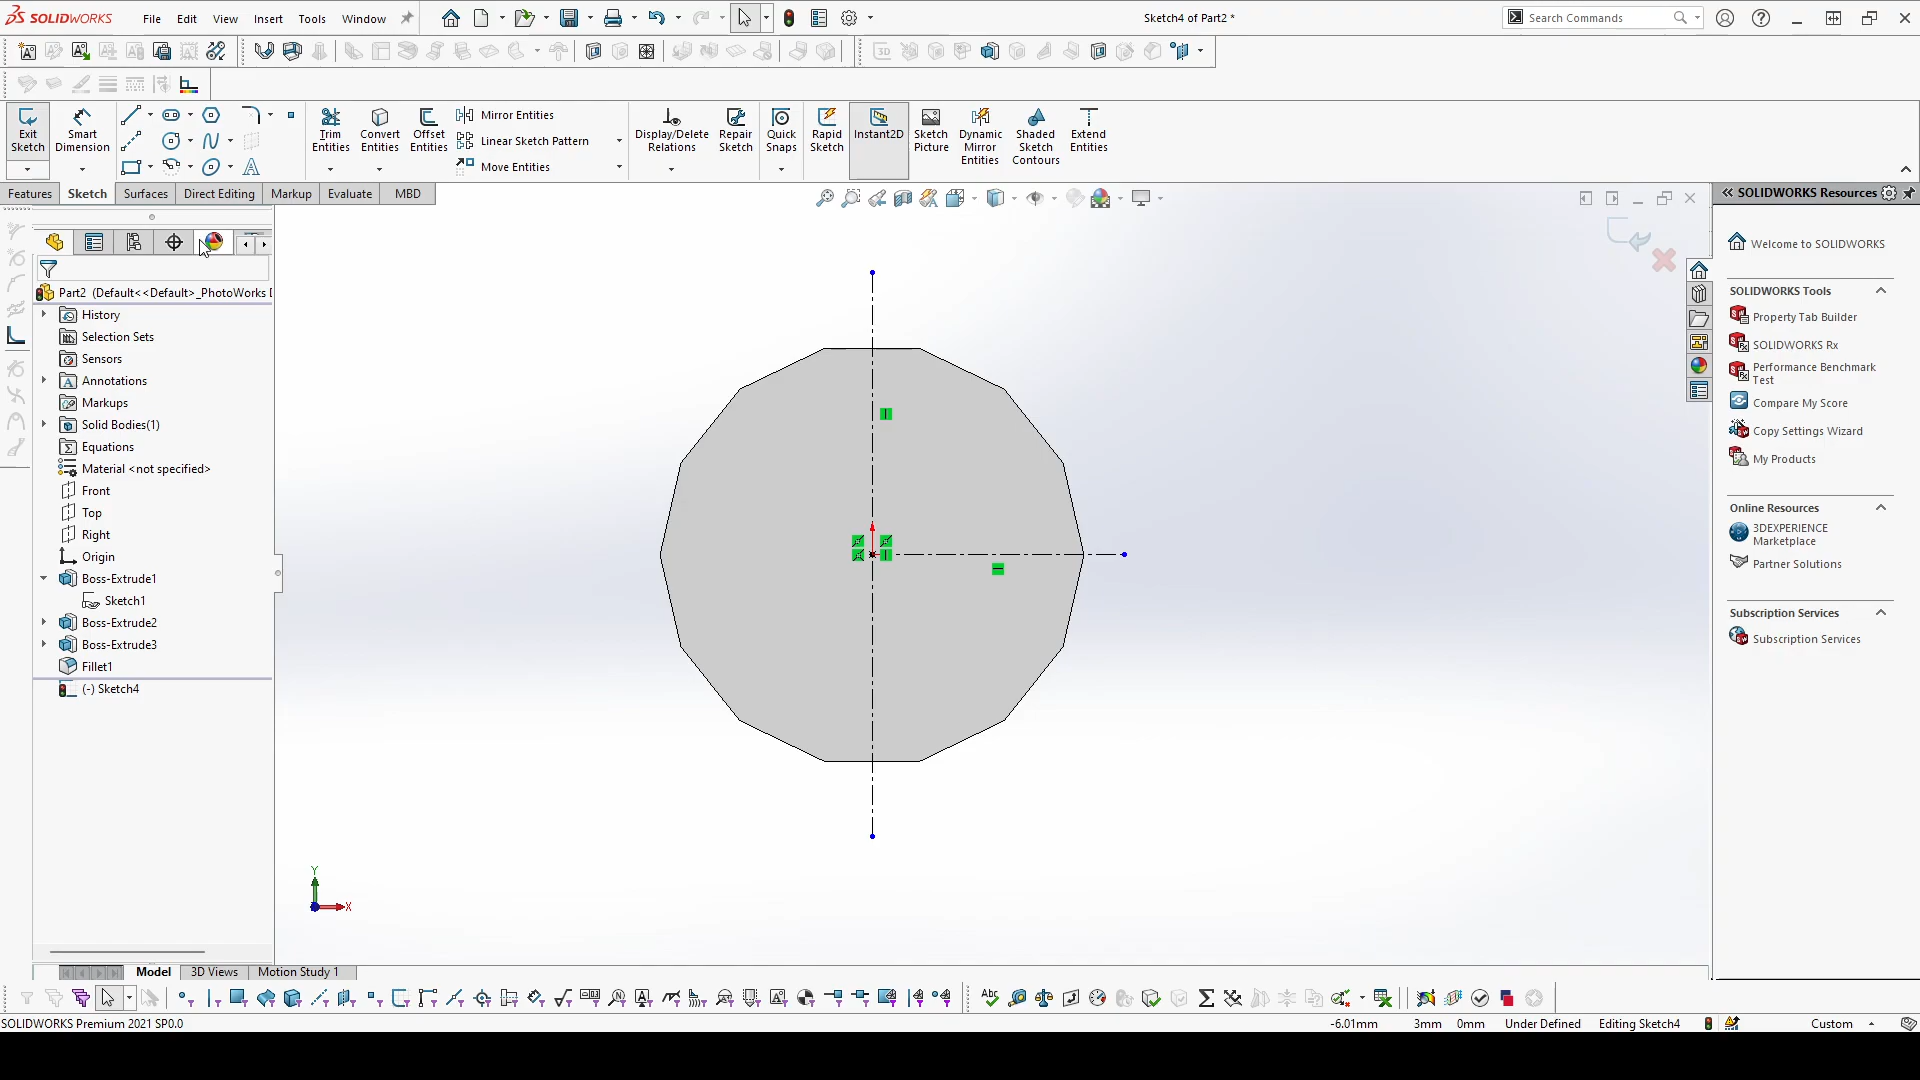 SOLIDWORKS
File Edit View Insert Tools Window
Sketch4 of Part2 *
Search Commands
Exit Sketch
Smart Dimension
Trim Entities
Convert Entities
Offset Entities
Mirror Entities
Linear Sketch Pattern
Move Entities
Display/Delete Relations
Repair Sketch
Quick Snaps
Rapid Sketch
Instant2D
Sketch Picture
Dynamic Mirror Entities
Shaded Sketch Contours
Extend Entities
Features Sketch Surfaces Direct Editing Markup Evaluate MBD
SOLIDWORKS Resources
Part2 (Default<<Default>_PhotoWorks
History
Selection Sets
Sensors
Annotations
Markups
Solid Bodies(1)
Equations
Material <not specified>
Front
Top
Right
Origin
Boss-Extrude1
Sketch1
Boss-Extrude2
Boss-Extrude3
Fillet1
(-) Sketch4
Y
X
Welcome to SOLIDWORKS
SOLIDWORKS Tools
Property Tab Builder
SOLIDWORKS Rx
Performance Benchmark
Test
Compare My Score
Copy Settings Wizard
My Products
Online Resources
3DEXPERIENCE
Marketplace
Partner Solutions
Subscription Services
Subscription Services
Model 3D Views Motion Study 1
SOLIDWORKS Premium 2021 SP0.0
-6.01mm 3mm 0mm Under Defined Editing Sketch4 Custom